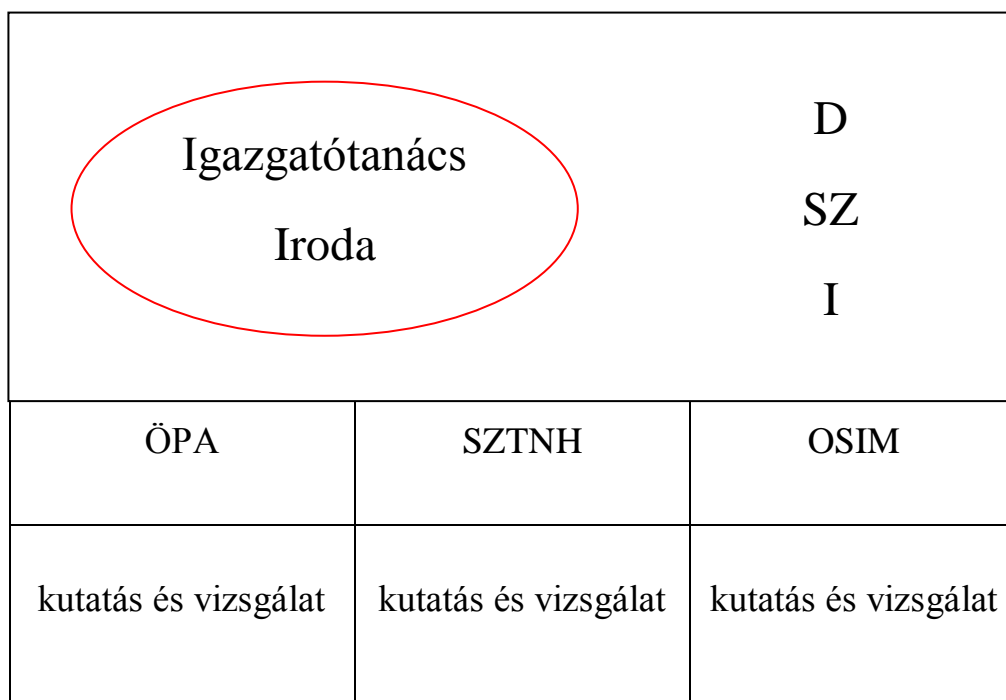 Igazgatótanács
Iroda
D
SZ
I
ÖPA
SZTNH
OSIM
kutatás és vizsgálat
kutatás és vizsgálat
kutatás és vizsgálat